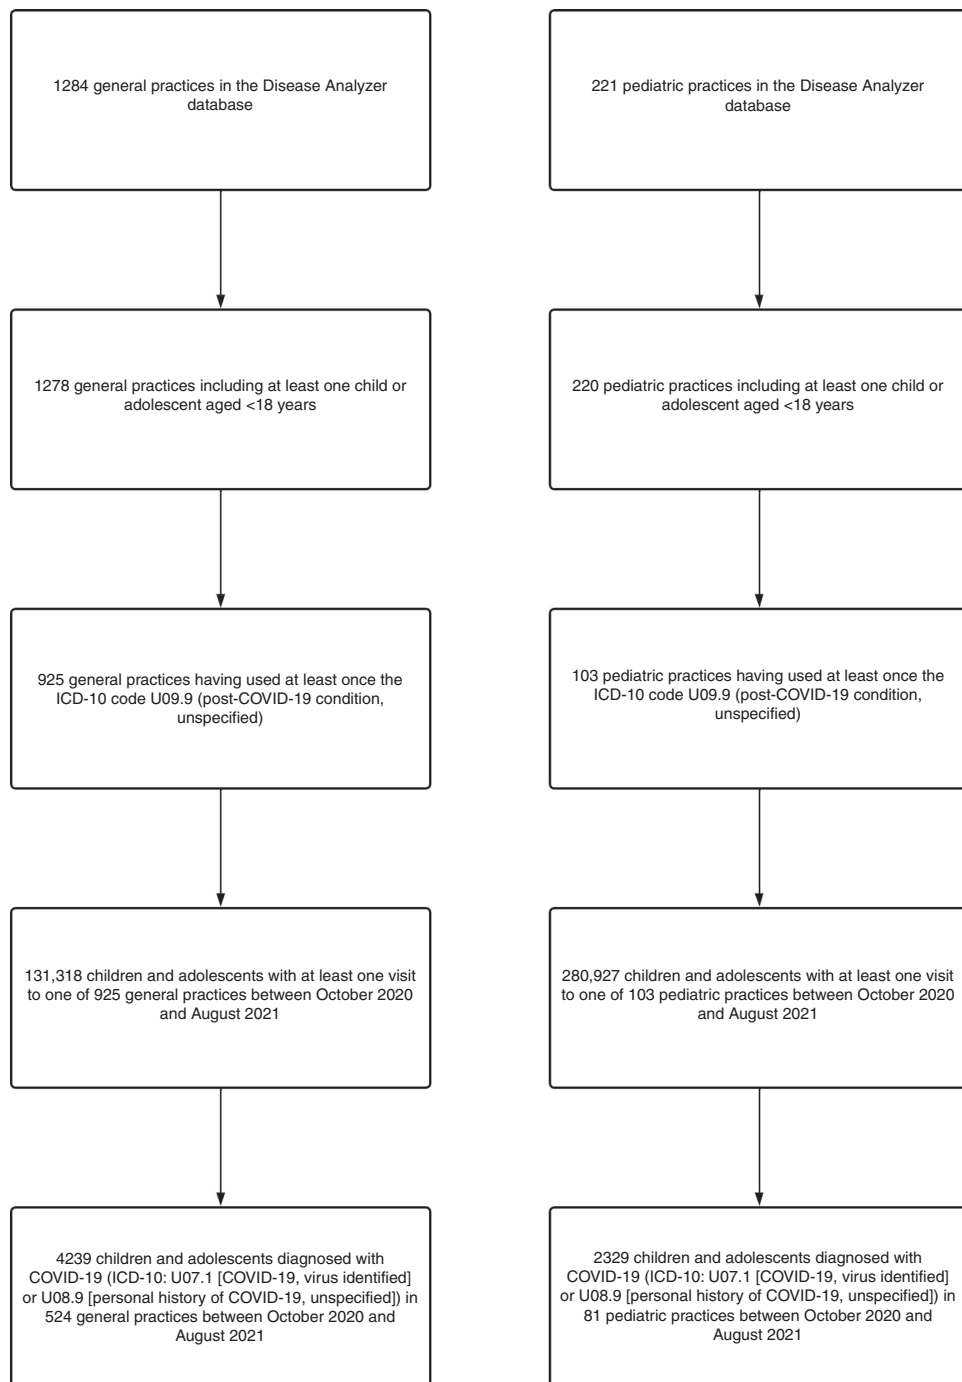 1284 general practices in the Disease Analyzer
database
221 pediatric practices in the Disease Analyzer
database
1278 general practices including at least one child or
adolescent aged <18 years
220 pediatric practices including at least one child or
adolescent aged <18 years
925 general practices having used at least once the
ICD-10 code U09.9 (post-COVID-19 condition,
unspecified)
103 pediatric practices having used at least once the
ICD-10 code U09.9 (post-COVID-19 condition,
unspecified)
131,318 children and adolescents with at least one visit
to one of 925 general practices between October 2020
and August 2021
280,927 children and adolescents with at least one visit
to one of 103 pediatric practices between October 2020
and August 2021
4239 children and adolescents diagnosed with
COVID-19 (ICD-10: U07.1 [COVID-19, virus identified]
or U08.9 [personal history of COVID-19, unspecified]) in
524 general practices between October 2020 and
August 2021
2329 children and adolescents diagnosed with
COVID-19 (ICD-10: U07.1 [COVID-19, virus identified]
or U08.9 [personal history of COVID-19, unspecified]) in
81 pediatric practices between October 2020 and
August 2021